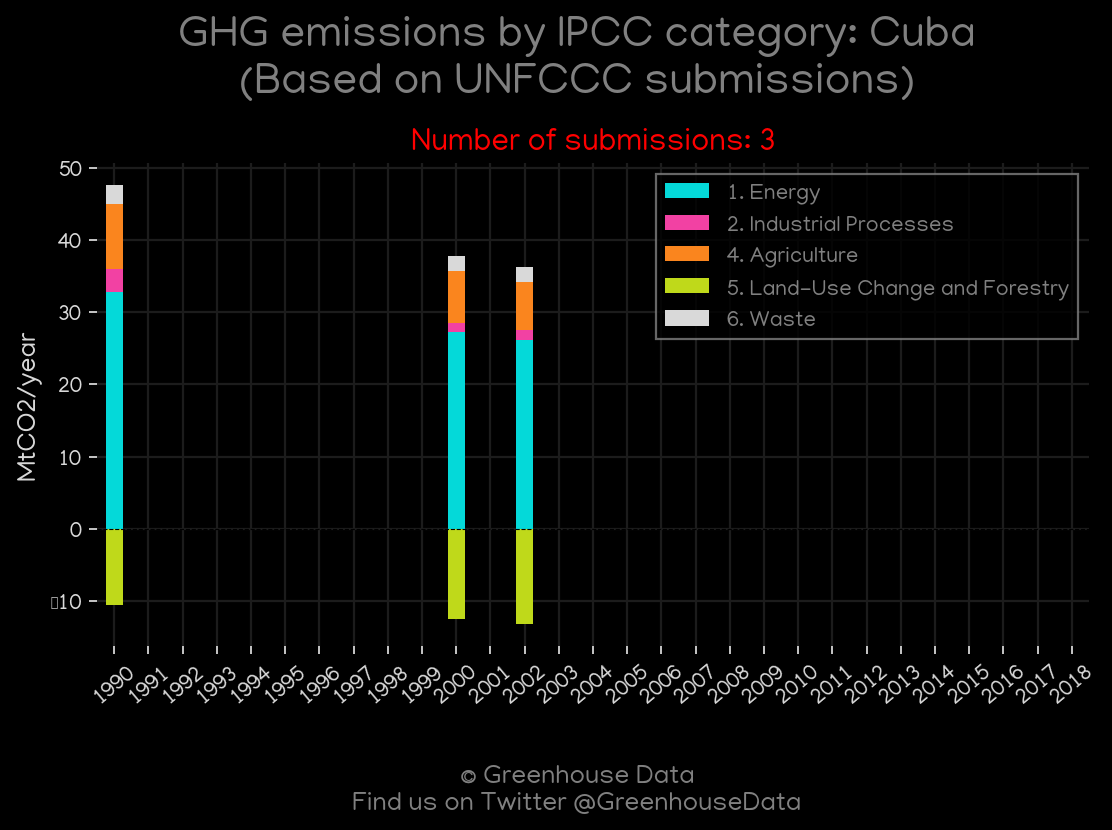 GHG emissions by IPCC category: Cuba
(Based on UNFCCC submissions)
Number of submissions: 3
MtCO2/year
50
40
30
20
10
0
▯10
1. Energy
2. Industrial Processes
4. Agriculture
5. Land-Use Change and Forestry
6. Waste
1990 1991 1992 1993 1994 1995 1996 1997 1998 1999 2000 2001 2002 2003 2004 2005 2006 2007 2008 2009 2010 2011 2012 2013 2014 2015 2016 2017 2018
© Greenhouse Data
Find us on Twitter @GreenhouseData